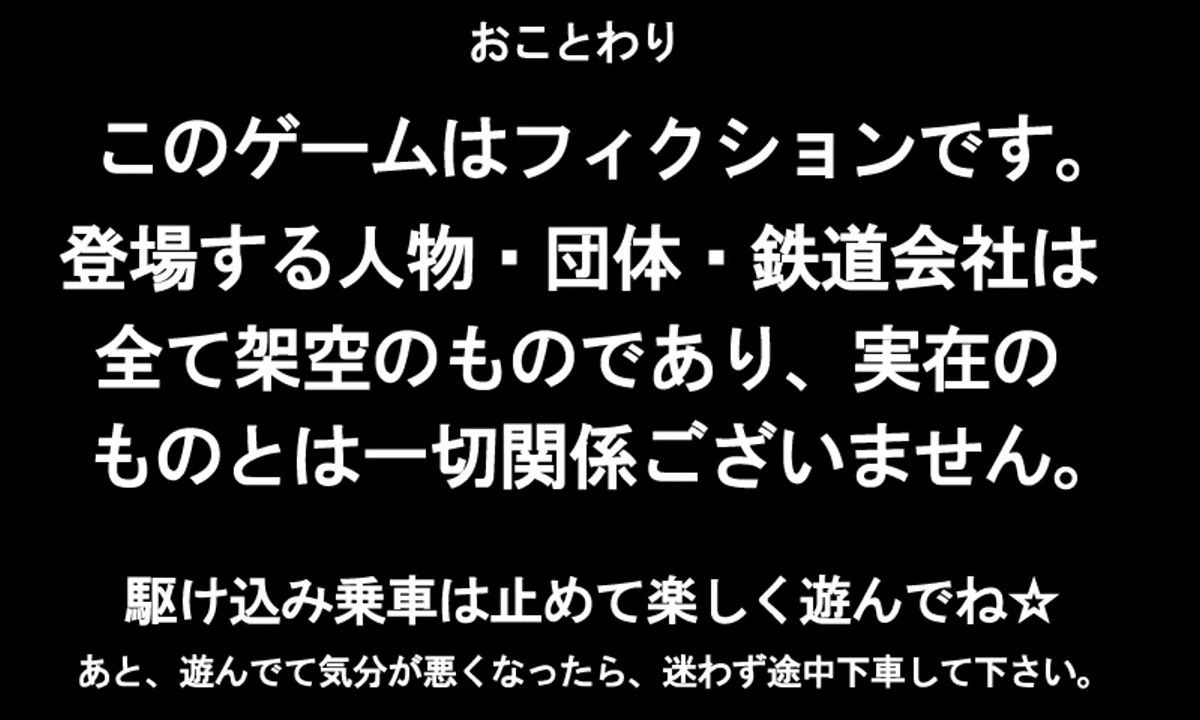 おことわり
このゲームはフィクションです。
登場する人物・団体・鉄道会社は
全て架空のものであり、実在の
ものとは一切関係ございません。
駆け込み乗車は止めて楽しく遊んでね☆
あと、遊んでて気分が悪くなったら、迷わず途中下車して下さい。